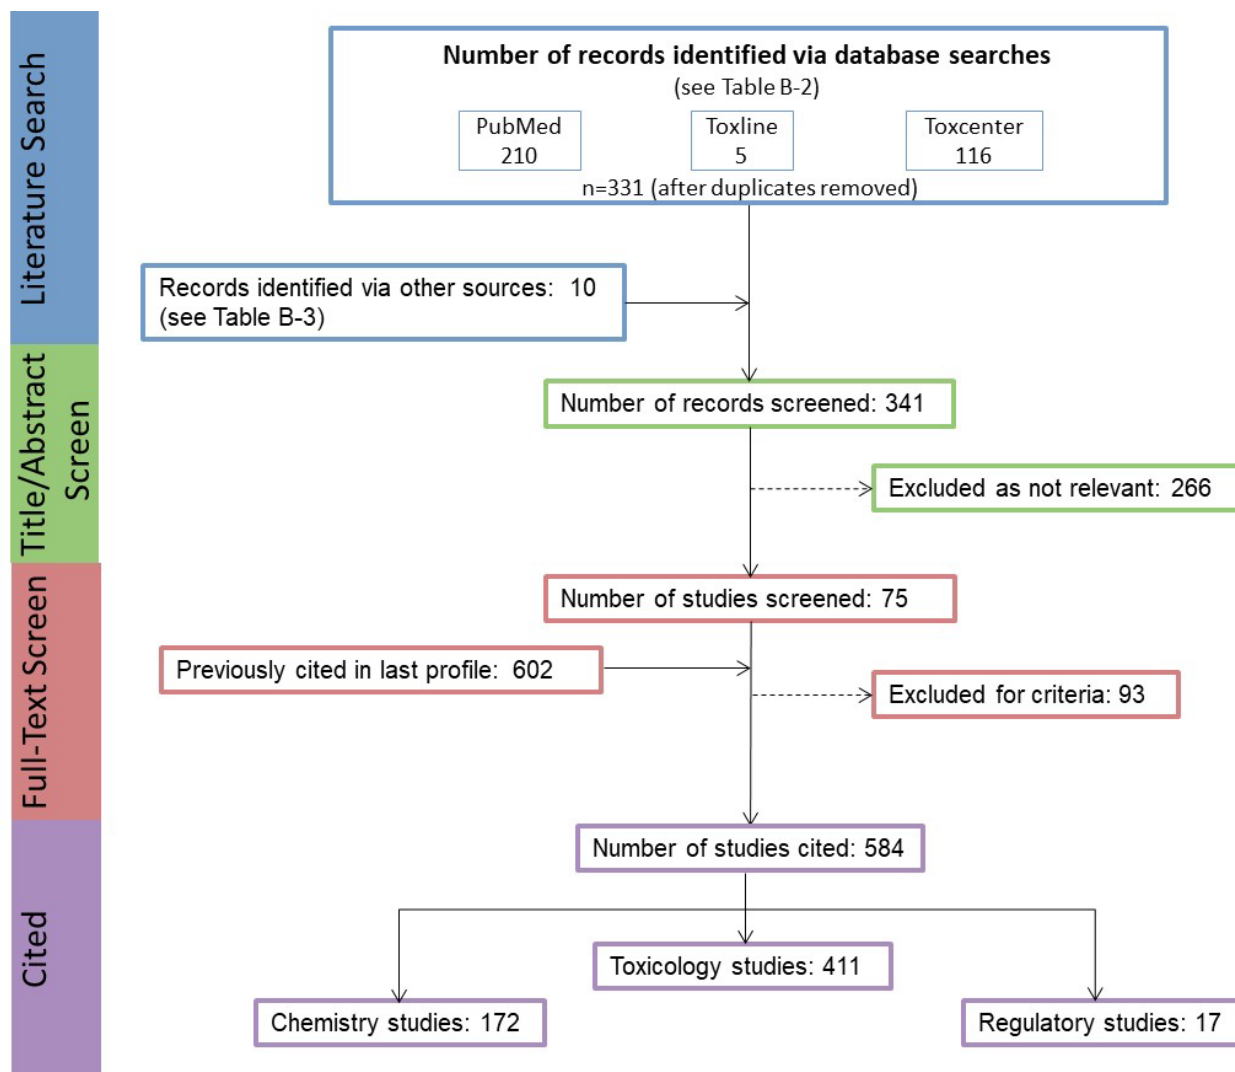 Literature Search
Number of records identified via database searches
(see Table B-2)
PubMed
210
Toxline
5
Toxcenter
116
n=331 (after duplicates removed)
Records identified via other sources: 10
(see Table B-3)
Title/Abstract
Screen
Number of records screened: 341
Excluded as not relevant: 266
Full-Text Screen
Number of studies screened: 75
Previously cited in last profile: 602
Excluded for criteria: 93
Cited
Number of studies cited: 584
Toxicology studies: 411
Chemistry studies: 172
Regulatory studies: 17